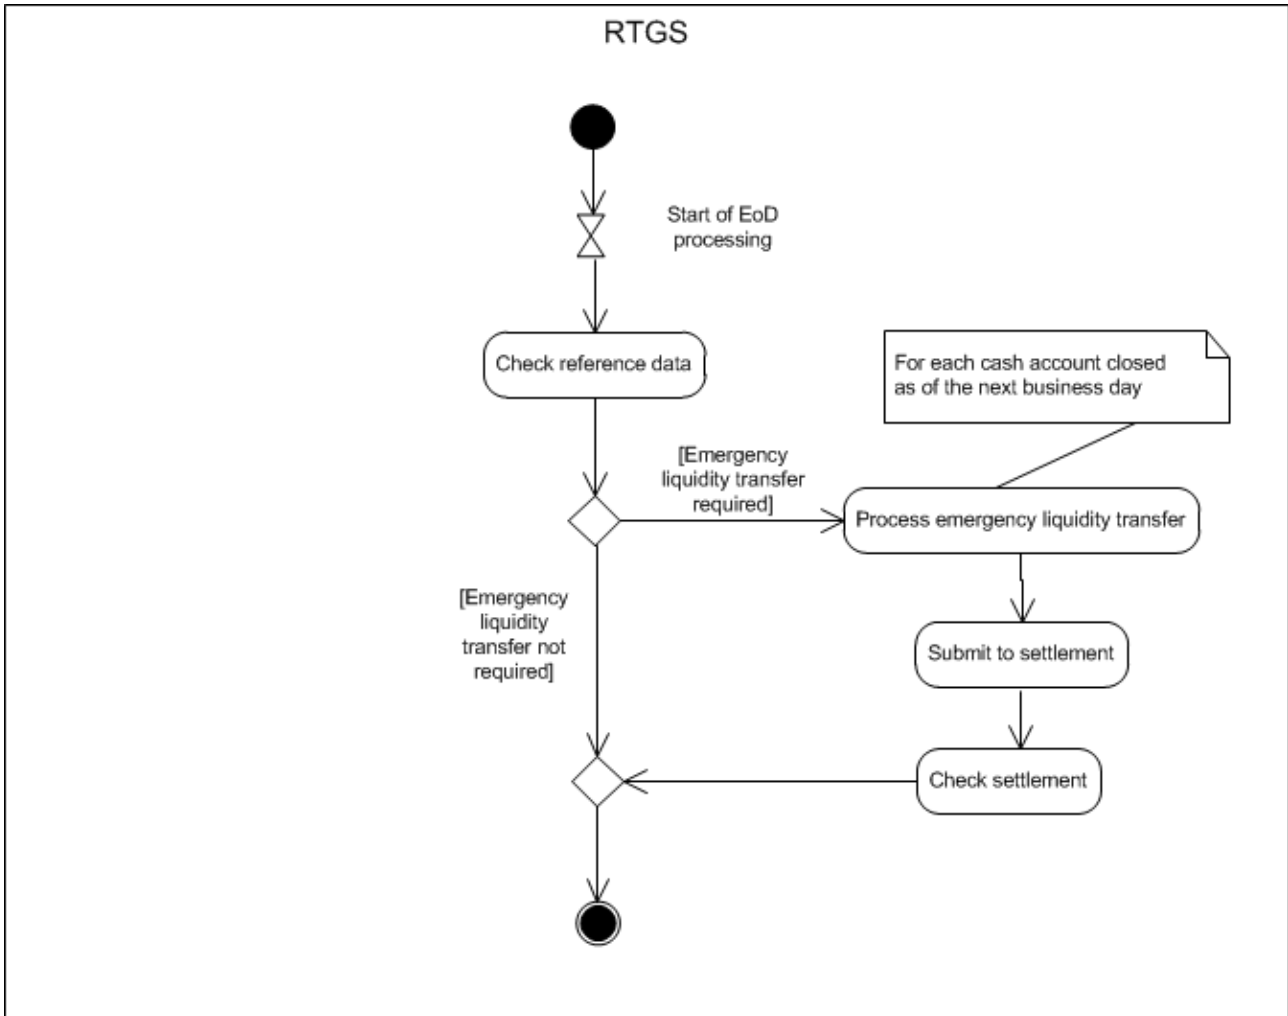 RTGS
Start of EoD
processing
Check reference data
For each cash account closed
as of the next business day
[Emergency
liquidity transfer
required]
Process emergency liquidity transfer
[Emergency
liquidity
transfer not
required]
Submit to settlement
Check settlement